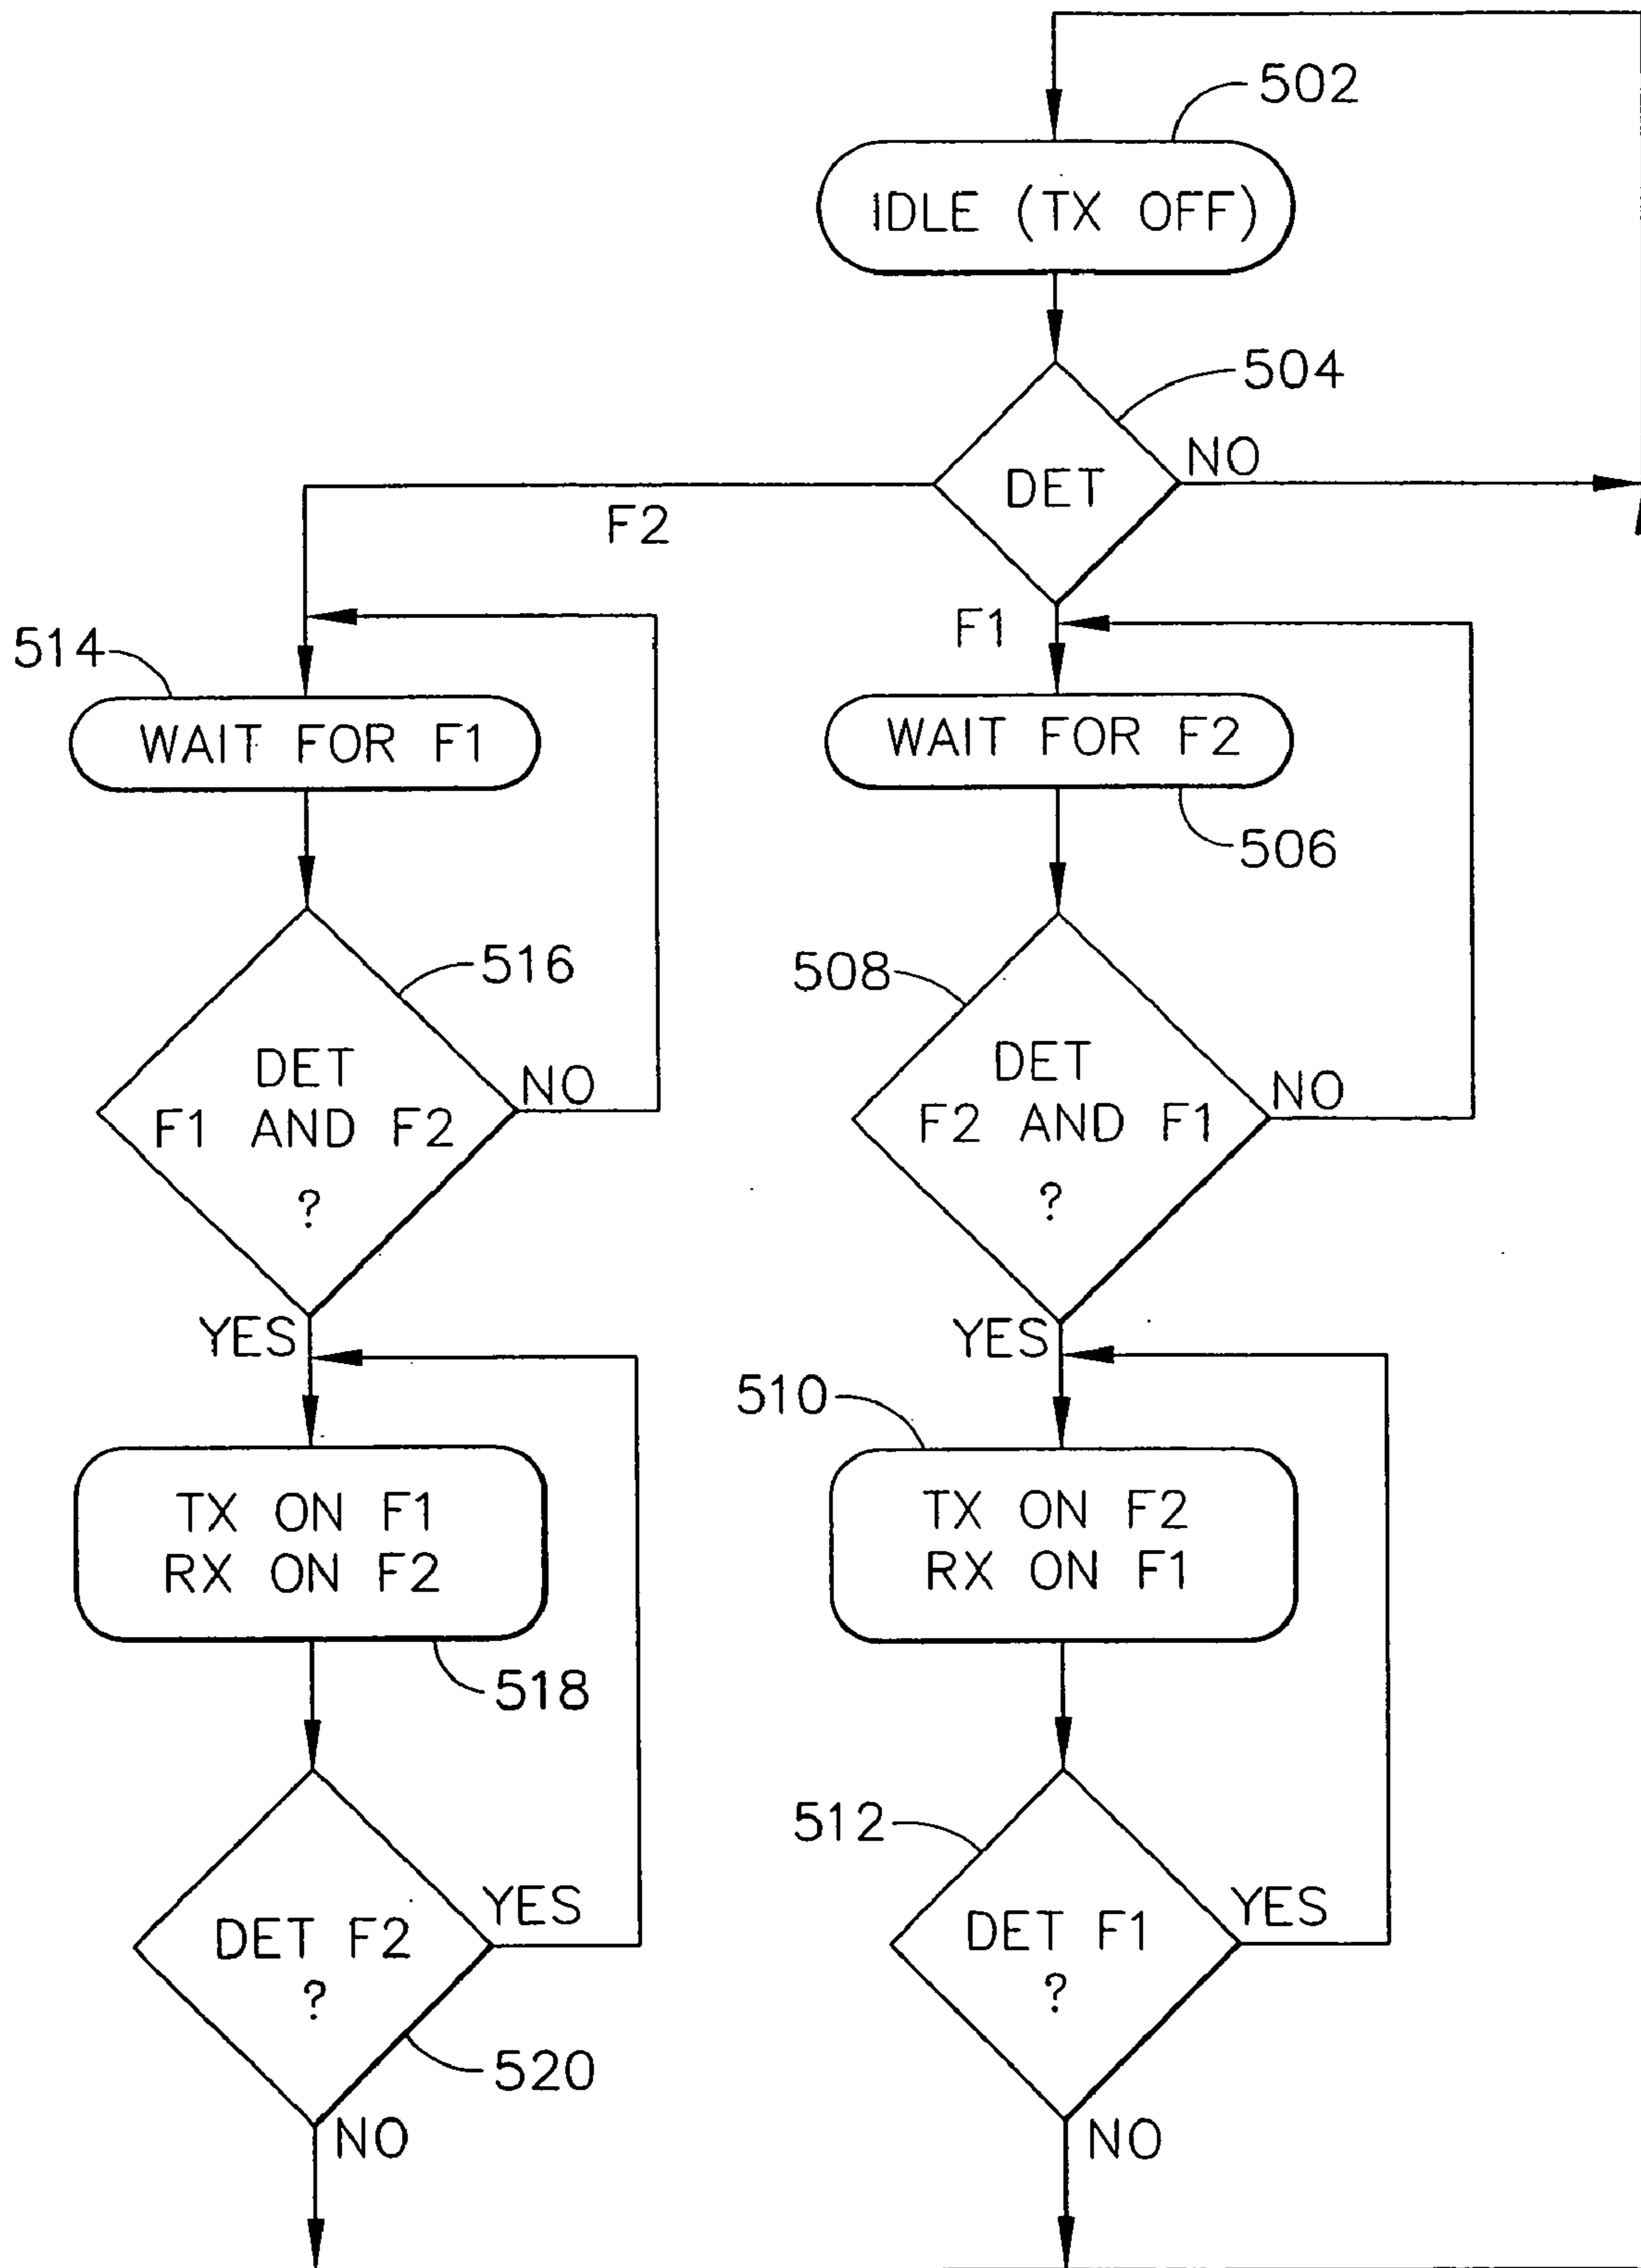 502
IDLE (TX OFF)
504
DET
NO
F2
F1
514
WAIT FOR F1
WAIT FOR F2
506
516
DET
F1 AND F2
?
NO
YES
508
DET
F2 AND F1
?
NO
YES
510
TX ON F1
RX ON F2
518
TX ON F2
RX ON F1
512
DET F2
?
YES
520
NO
DET F1
?
YES
NO